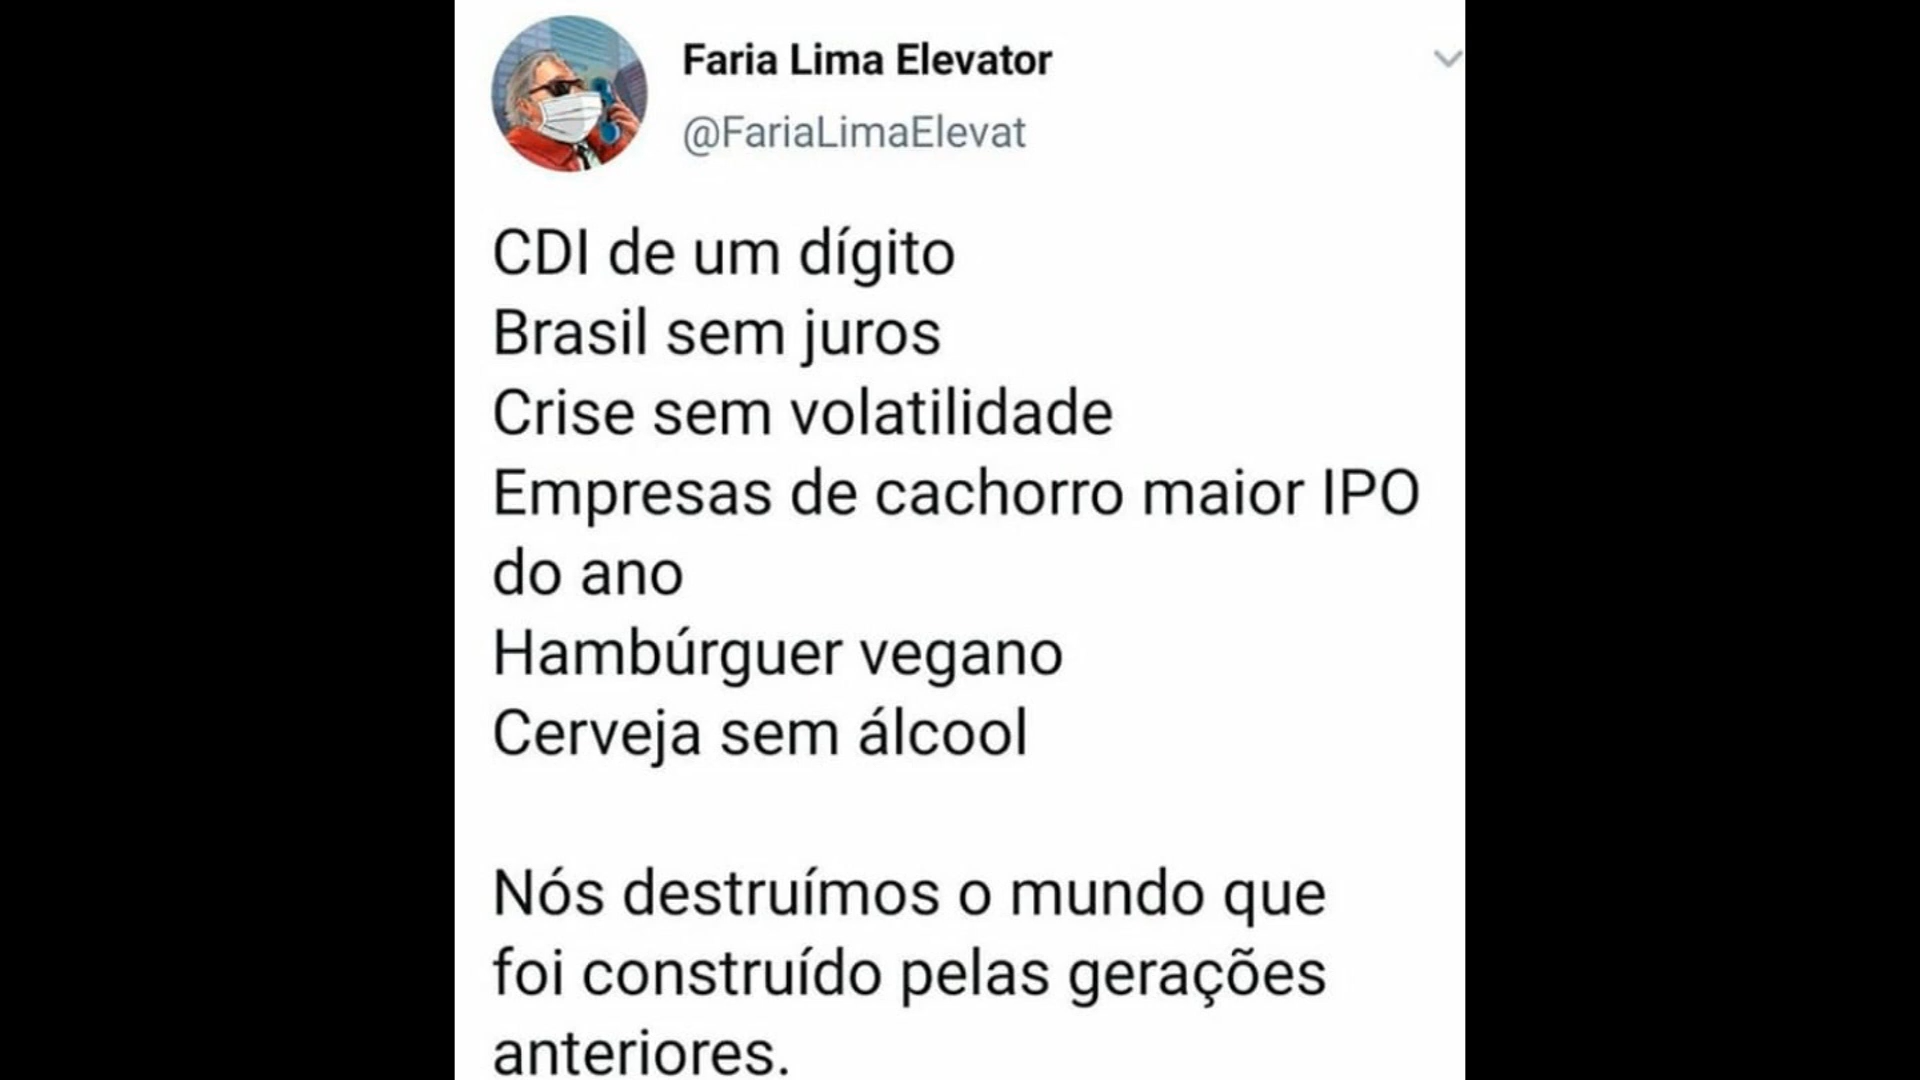 Faria Lima Elevator
@FariaLimaElevat
CDI de um dígito
Brasil sem juros
Crise sem volatilidade
Empresas de cachorro maior IPO
do ano
Hambúrguer vegano
Cerveja sem álcool
Nós destruímos o mundo que
foi construído pelas gerações
anteriores.